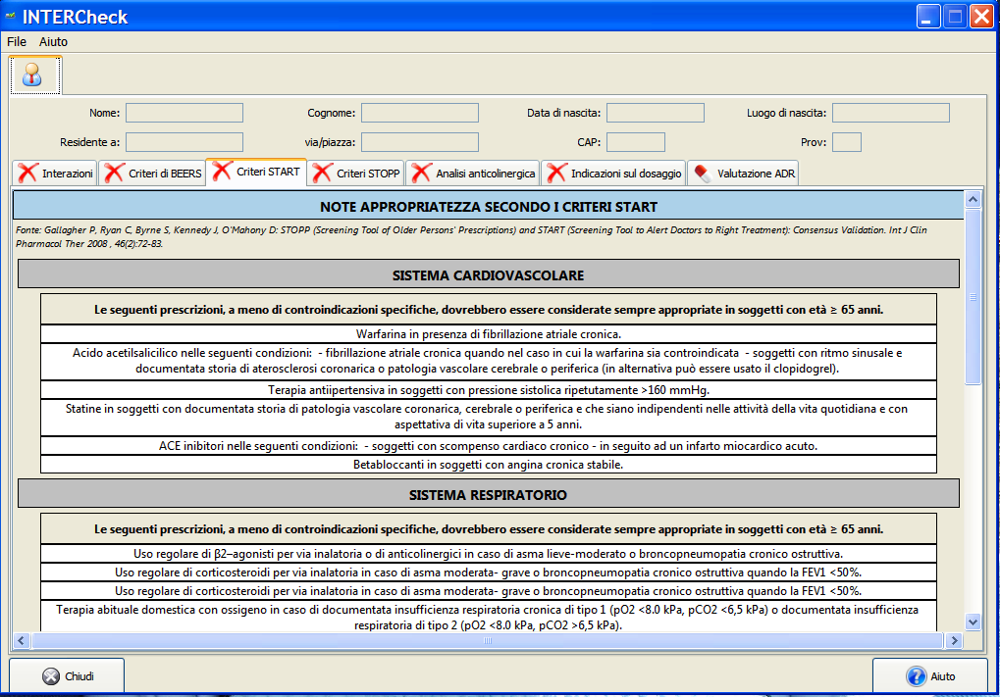 INTERCheck
File Aiuto
Nome: Cognome: Data di nascita: Luogo di nascita:
Residente a: via/piazza: CAP: Prov:
Interazioni Criteri di BEERS Criteri START Criteri STOPP Analisi anticolinergica Indicazioni sul dosaggio Valutazione ADR
NOTE APPROPRIATEZZA SECONDO I CRITERI START
Fonte: Gallagher P, Ryan C, Byrne S, Kennedy J, O'Mahony D: STOPP (Screening Tool of Older Persons' Prescriptions) and START (Screening Tool to Alert Doctors to Right Treatment): Consensus Validation. Int J Clin
Pharmacol Ther 2008 , 46(2):72-83.
SISTEMA CARDIOVASCOLARE
Le seguenti prescrizioni, a meno di controindicazioni specifiche, dovrebbero essere considerate sempre appropriate in soggetti con età ≥ 65 anni.
Warfarina in presenza di fibrillazione atriale cronica.
Acido acetilsalicilico nelle seguenti condizioni: - fibrillazione atriale cronica quando nel caso in cui la warfarina sia controindicata - soggetti con ritmo sinusale e
documentata storia di aterosclerosi coronarica o patologia vascolare cerebrale o periferica (in alternativa può essere usato il clopidogrel).
Terapia antiipertensiva in soggetti con pressione sistolica ripetutamente >160 mmHg.
Statine in soggetti con documentata storia di patologia vascolare coronarica, cerebrale o periferica e che siano indipendenti nelle attività della vita quotidiana e con
aspettativa di vita superiore a 5 anni.
ACE inibitori nelle seguenti condizioni: - soggetti con scompenso cardiaco cronico - in seguito ad un infarto miocardico acuto.
Betabloccanti in soggetti con angina cronica stabile.
SISTEMA RESPIRATORIO
Le seguenti prescrizioni, a meno di controindicazioni specifiche, dovrebbero essere considerate sempre appropriate in soggetti con età ≥ 65 anni.
Uso regolare di β2–agonisti per via inalatoria o di anticolinergici in caso di asma lieve-moderato o broncopneumopatia cronico ostruttiva.
Uso regolare di corticosteroidi per via inalatoria in caso di asma moderata- grave o broncopneumopatia cronico ostruttiva quando la FEV1 <50%.
Uso regolare di corticosteroidi per via inalatoria in caso di asma moderata- grave o broncopneumopatia cronico ostruttiva quando la FEV1 <50%.
Terapia abituale domestica con ossigeno in caso di documentata insufficienza respiratoria cronica di tipo 1 (pO2 <8.0 kPa, pCO2 <6,5 kPa) o documentata insufficienza
respiratoria di tipo 2 (pO2 <8.0 kPa, pCO2 >6,5 kPa).
Chiudi Aiuto